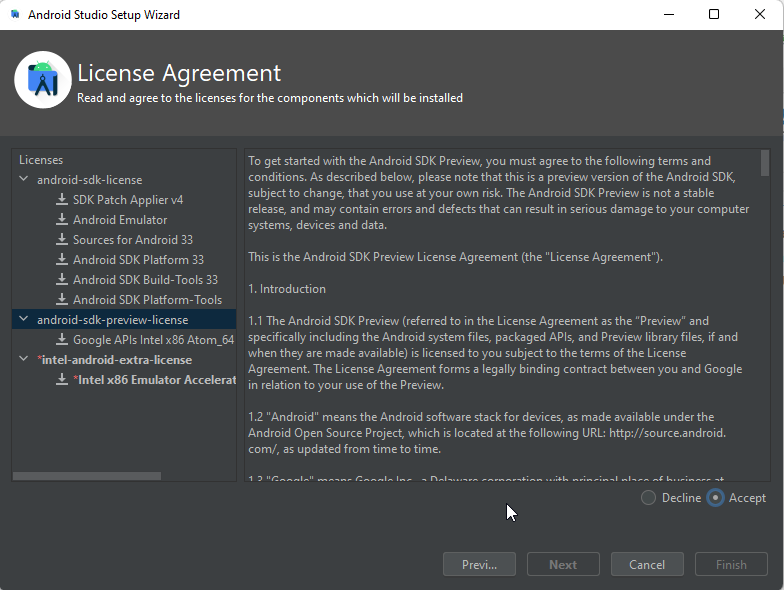 Android Studio Setup Wizard
License Agreement
Read and agree to the licenses for the components which will be installed
Licenses
android-sdk-license
SDK Patch Applier v4
Android Emulator
Sources for Android 33
Android SDK Platform 33
Android SDK Build-Tools 33
Android SDK Platform-Tools
android-sdk-preview-license
Google APIs Intel x86 Atom_64
*intel-android-extra-license
*Intel x86 Emulator Accelerat
To get started with the Android SDK Preview, you must agree to the following terms and
conditions. As described below, please note that this is a preview version of the Android SDK,
subject to change, that you use at your own risk. The Android SDK Preview is not a stable
release, and may contain errors and defects that can result in serious damage to your computer
systems, devices and data.
This is the Android SDK Preview License Agreement (the "License Agreement").
1. Introduction
1.1 The Android SDK Preview (referred to in the License Agreement as the "Preview" and
specifically including the Android system files, packaged APIs, and Preview library files, if and
when they are made available) is licensed to you subject to the terms of the License
Agreement. The License Agreement forms a legally binding contract between you and Google
in relation to your use of the Preview.
1.2 "Android" means the Android software stack for devices, as made available under the
Android Open Source Project, which is located at the following URL: http://source.android.
com/, as updated from time to time.
1.3 "Google" means Google Inc., a Delaware corporation with principal place of business at
Decline
Accept
Previ...
Next
Cancel
Finish